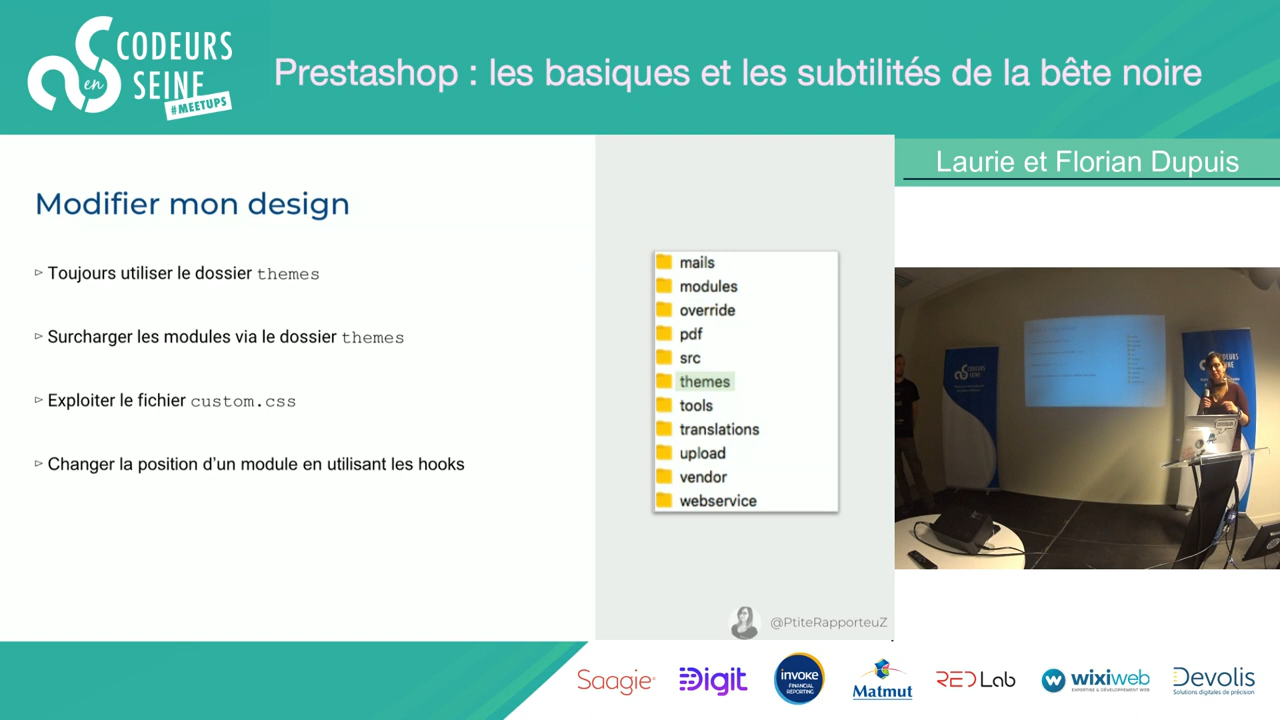 CODEURS
en
SEINE
#MEETUPS
Prestashop : les basiques et les subtilités de la bête noire
Laurie et Florian Dupuis
Modifier mon design
▹ Toujours utiliser le dossier themes
▹ Surcharger les modules via le dossier themes
▹ Exploiter le fichier custom.css
▹ Changer la position d’un module en utilisant les hooks
mails
modules
override
pdf
src
themes
tools
translations
upload
vendor
webservice
@PtiteRapporteuZ
CODEURS
SEINE
Saagie
Digit
invoke
FINANCIAL
REPORTING
Matmut
RED Lab
wixiweb
EXPERTISE & DÉVELOPPEMENT WEB
Devolis
Solutions digitales de précision